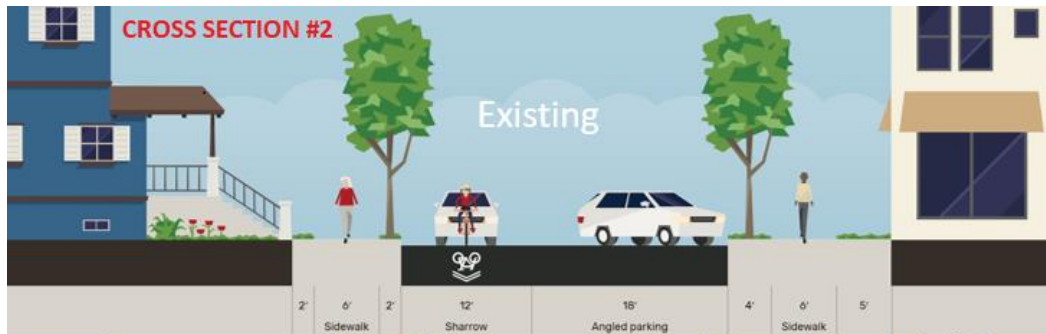 CROSS SECTION #2
Existing
2' 6' 2' 12' 18' 4' 6' 5'
Sidewalk Sharrow Angled parking Sidewalk